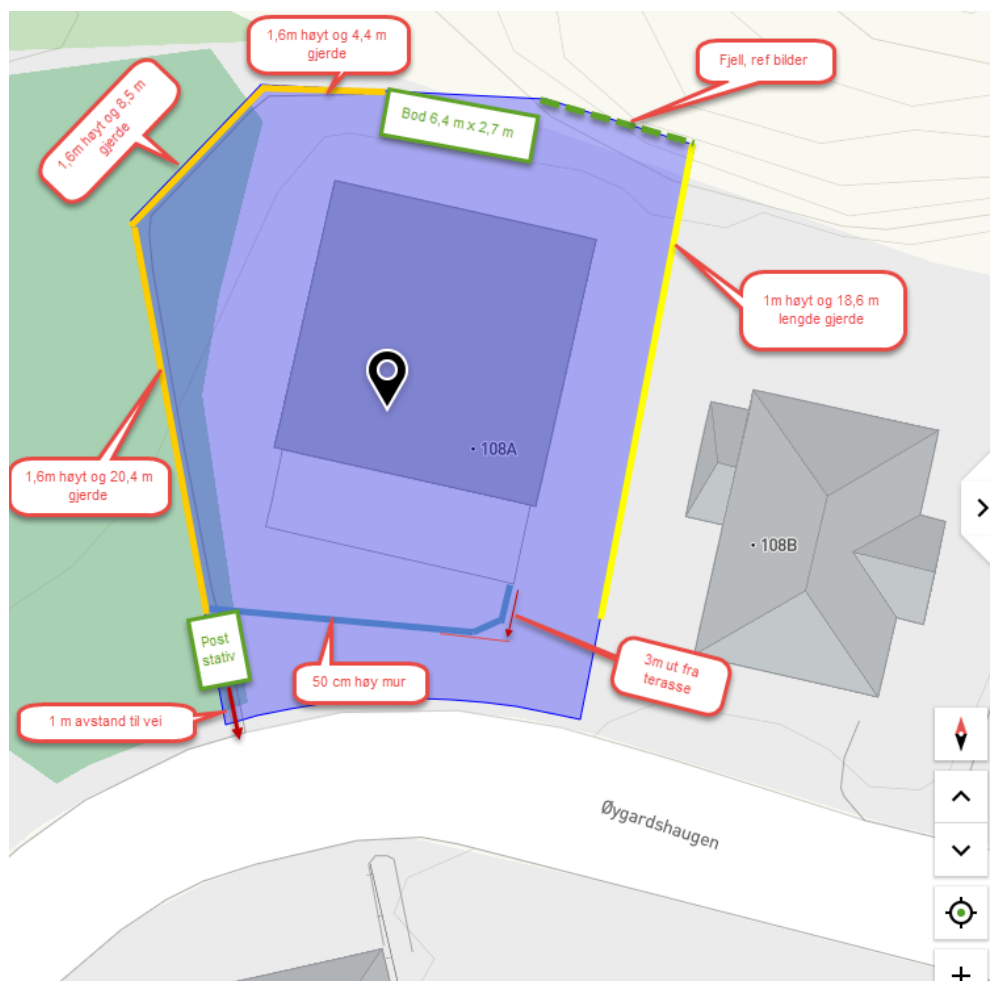 1,6m høyt og 4,4 m
gjerde
Fjell, ref bilder
1,6m høyt og 8,5 m
gjerde
Bod 6,4 m x 2,7 m
1m høyt og 18,6 m
lengde gjerde
108A
1,6m høyt og 20,4 m
gjerde
108B
Post
stativ
3m ut fra
terasse
50 cm høy mur
1 m avstand til vei
Øygardshaugen